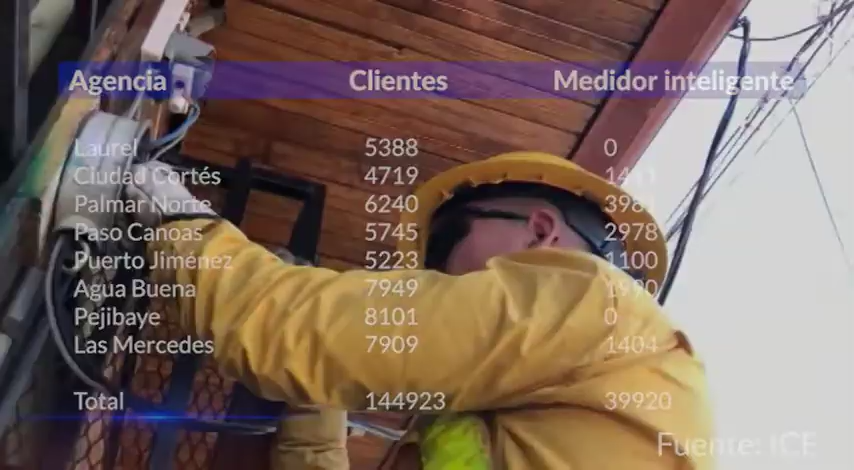 Agencia Clientes Medidor inteligente
Laurel 5388 0
Ciudad Cortés 4719
Palmar Norte 6240
Paso Canoas 5745 2978
Puerto Jiménez 5223 1100
Agua Buena 7949
Pejibaye 8101 0
Las Mercedes 7909 1404
Total 144923 39920
Fuente: ICE